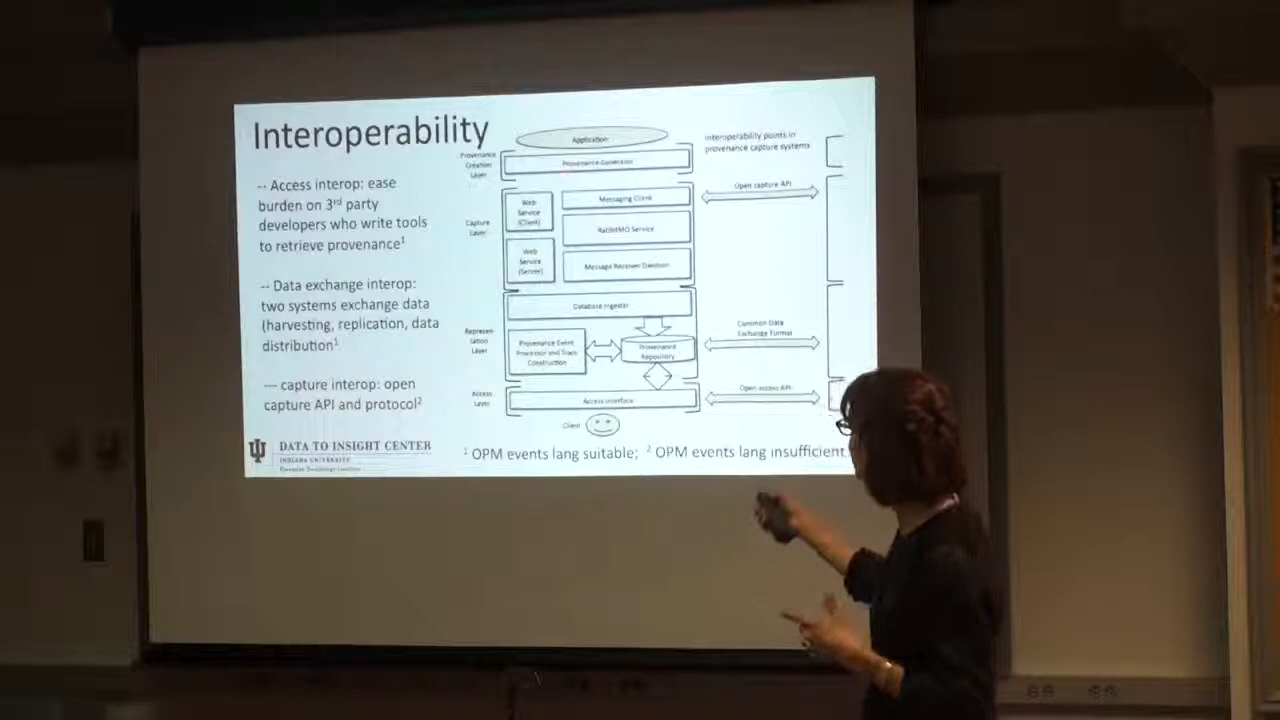 Interoperability
-- Access interop: ease
burden on 3rd party
developers who write tools
to retrieve provenance1
-- Data exchange interop:
two systems exchange data
(harvesting, replication, data
distribution1
--- capture interop: open
capture API and protocol2
Application
Provenance
Creation
Layer
Provenance Generator
Capture
Layer
Web
Service
(Client)
Messaging Client
RabbitMQ Service
Web
Service
(Server)
Message Receiver Daemon
Database Ingester
Represen
tation
Layer
Provenance Event
Processor and Trace
Construction
Provenance
Repository
Access
Layer
Access Interface
Client
interoperability points in
provenance capture systems
Open capture API
Common Data
Exchange Format
Open access API
DATA TO INSIGHT CENTER
INDIANA UNIVERSITY
Pervasive Technology Institute
1 OPM events lang suitable; 2 OPM events lang insufficient